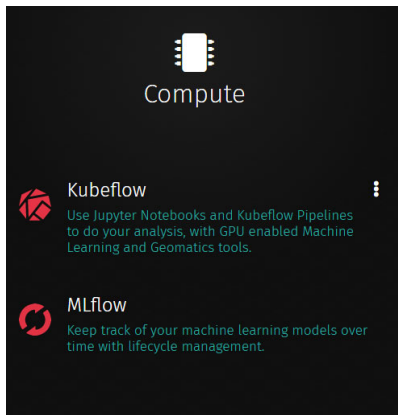 Compute
Kubeflow
Use Jupyter Notebooks and Kubeflow Pipelines
to do your analysis, with GPU enabled Machine
Learning and Geomatics tools.
MLflow
Keep track of your machine learning models over
time with lifecycle management.